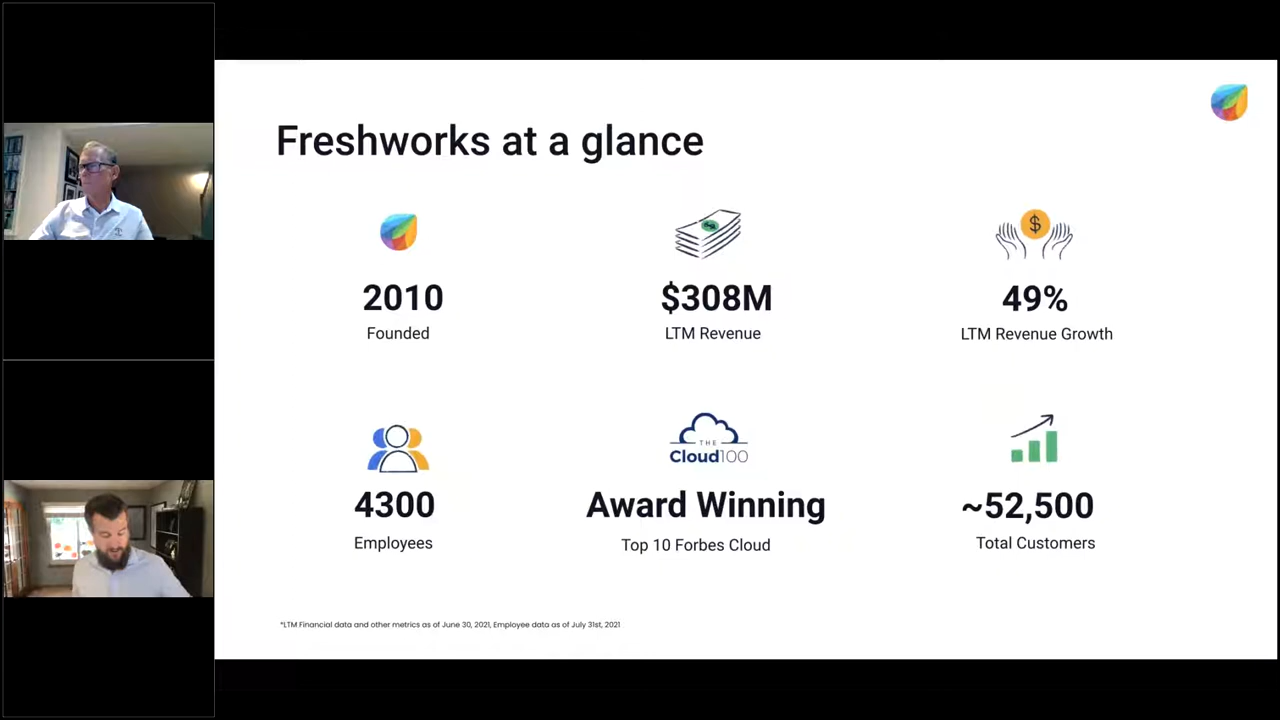 Freshworks at a glance
2010
Founded
$308M
LTM Revenue
$
49%
LTM Revenue Growth
4300
Employees
THE
Cloud100
Award Winning
Top 10 Forbes Cloud
~52,500
Total Customers
*LTM Financial data and other metrics as of June 30, 2021, Employee data as of July 31st, 2021